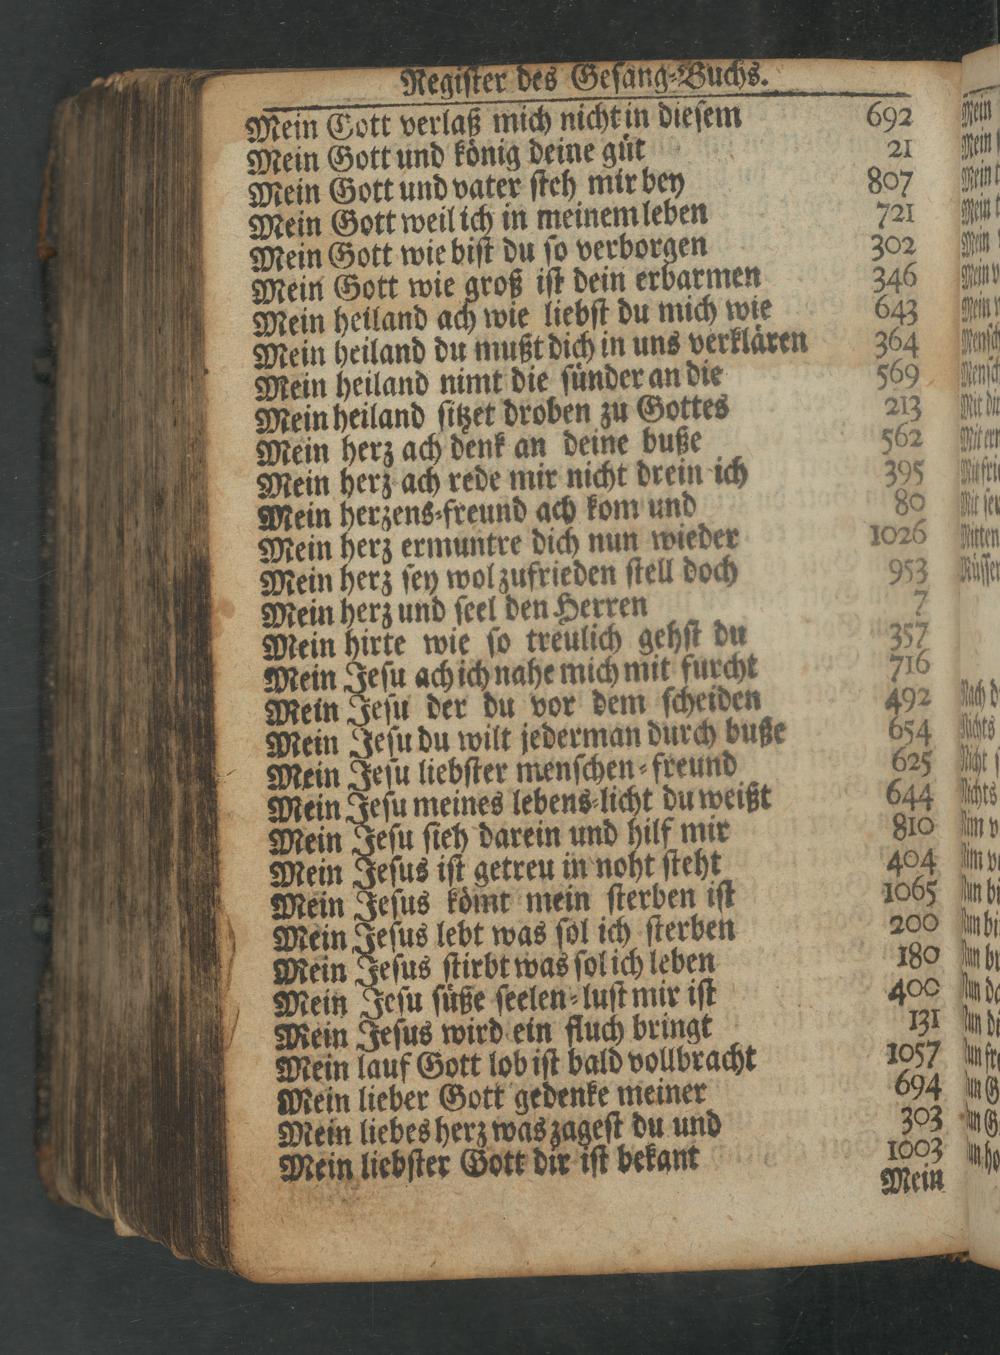 Register des Gesang-Buchs.
Mein Gott verlaß mich nicht in diesem 692
Mein Gott und könig deine güt 21
Mein Gott und vater steh mir bey 807
Mein Gott weil ich in meinem leben 721
Mein Gott wie bist du so verborgen 302
Mein Gott wie groß ist dein erbarmen 346
Mein heiland ach wie liebst du mich wie 643
Mein heiland du mußt dich in uns verklären 364
Mein heiland nimt die sünder an die 569
Mein heiland sitzet droben zu Gottes 213
Mein herz ach denk an deine buße 562
Mein herz ach rede mir nicht drein ich 395
Mein herzens-freund ach kom und 80
Mein herz ermuntre dich nun wieder 1026
Mein herz sey wol zufrieden stell doch 953
Mein herz und seel den Herren 7
Mein hirte wie so treulich gehst du 357
Mein Jesu ach ich nahe mich mit furcht 716
Mein Jesu der du vor dem scheiden 492
Mein Jesu du wilt jederman durch buße 654
Mein Jesu liebster menschen-freund 625
Mein Jesu meines lebens-licht du weißt 644
Mein Jesu sieh darein und hilf mir 810
Mein Jesus ist getreu in noht steht 404
Mein Jesus kömt mein sterben ist 1065
Mein Jesus lebt was sol ich sterben 200
Mein Jesus stirbt was sol ich leben 180
Mein Jesu süße seelen-lust mir ist 400
Mein Jesus wird ein fluch bringt 131
Mein lauf Gott lob ist bald vollbracht 1057
Mein lieber Gott gedenke meiner 694
Mein liebes herz was zagest du und 303
Mein liebster Gott dir ist bekant 1003
Mein